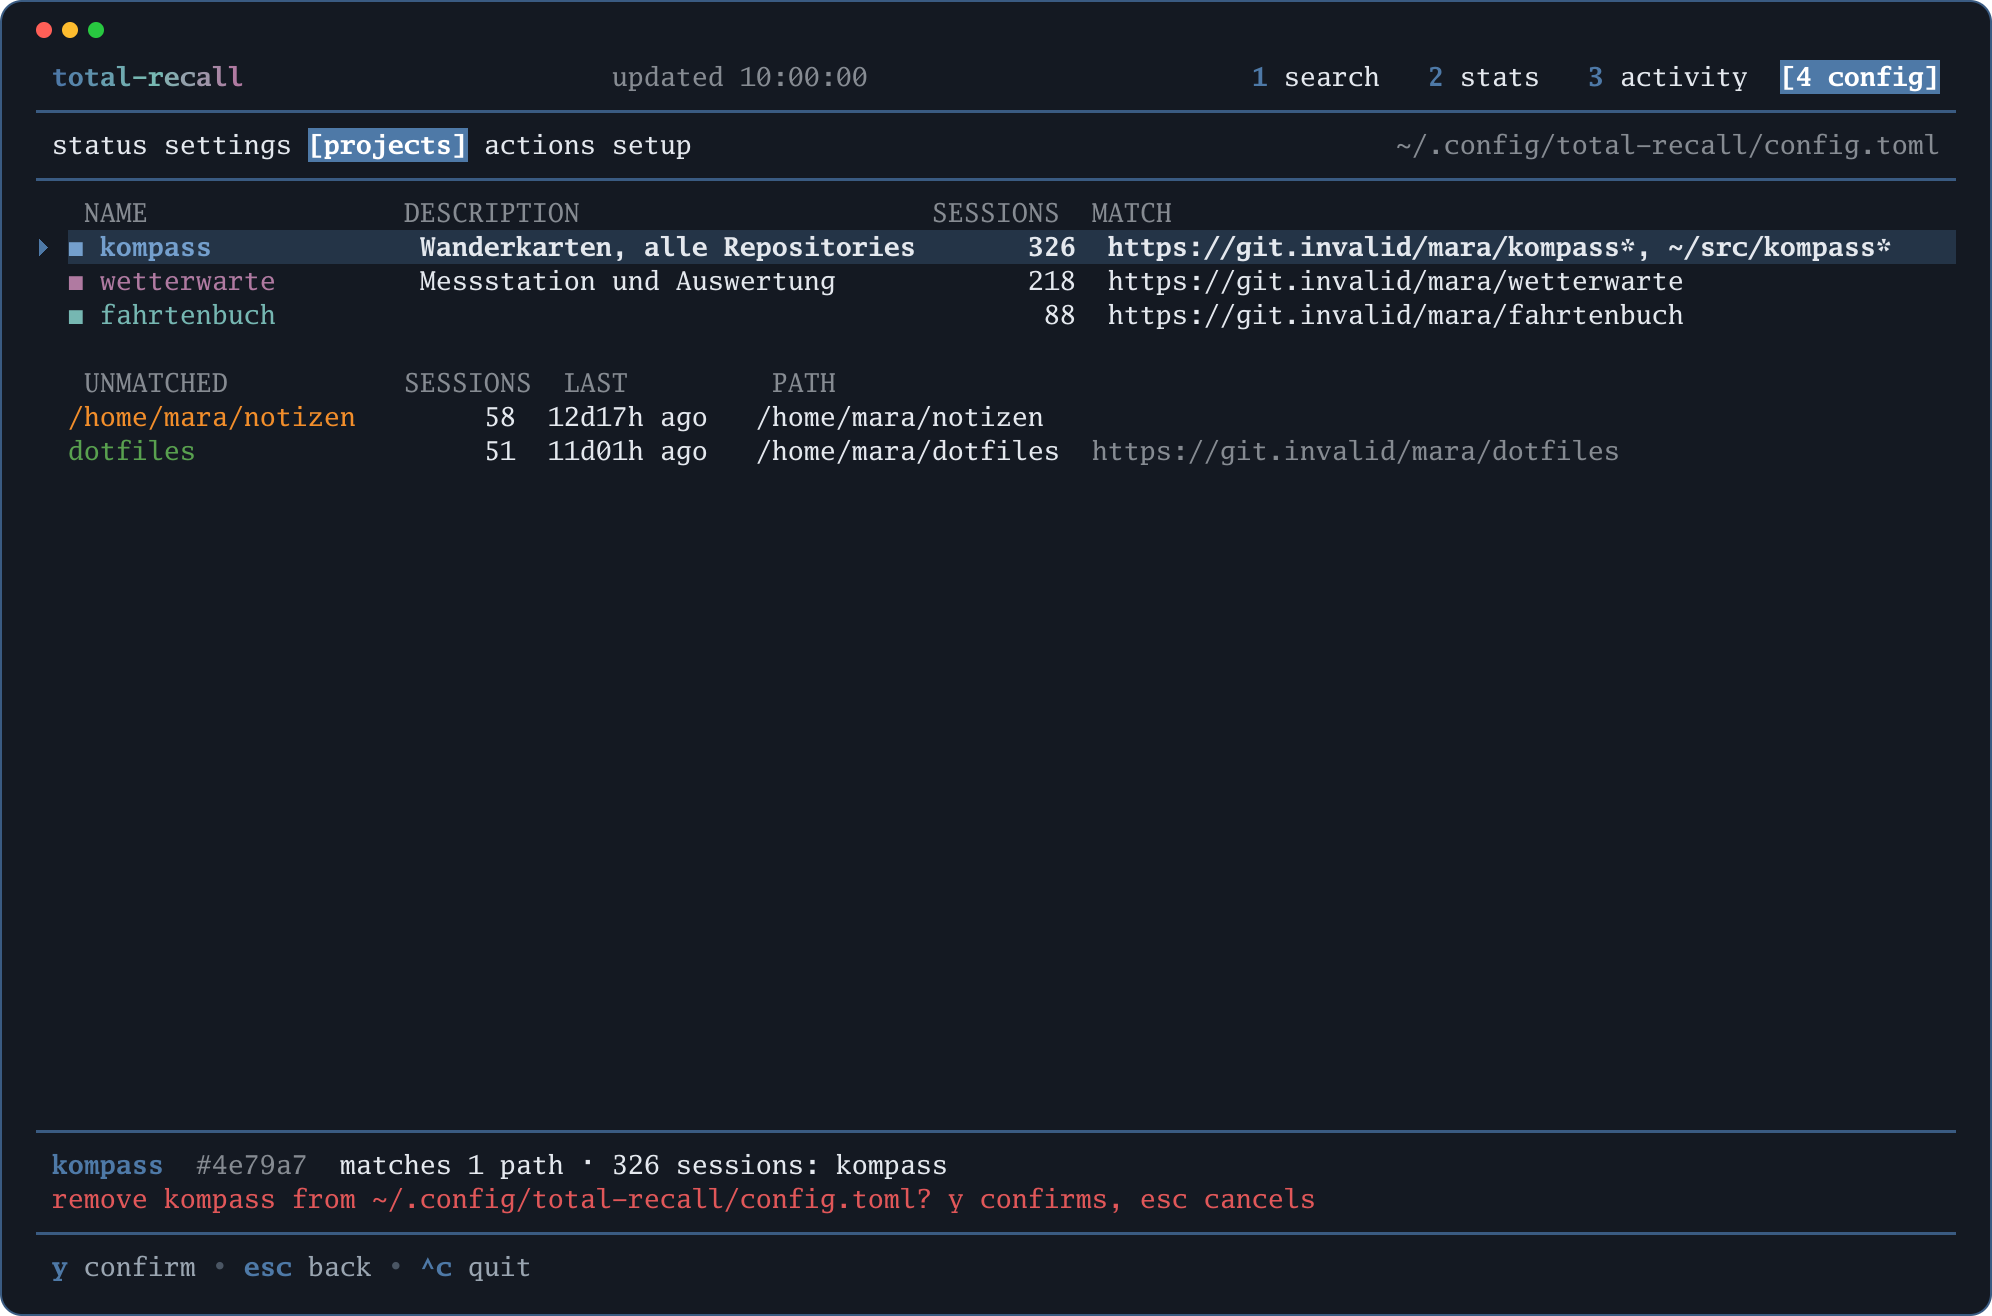 total-recall updated 10:00:00 1 search 2 stats 3 activity [4 config]
status settings [projects] actions setup ~/.config/total-recall/config.toml
NAME DESCRIPTION SESSIONS MATCH
kompass Wanderkarten, alle Repositories 326 https://git.invalid/mara/kompass*, ~/src/kompass*
wetterwarte Messstation und Auswertung 218 https://git.invalid/mara/wetterwarte
fahrtenbuch 88 https://git.invalid/mara/fahrtenbuch
UNMATCHED SESSIONS LAST PATH
/home/mara/notizen 58 12d17h ago /home/mara/notizen
dotfiles 51 11d01h ago /home/mara/dotfiles https://git.invalid/mara/dotfiles
kompass #4e79a7 matches 1 path · 326 sessions: kompass
remove kompass from ~/.config/total-recall/config.toml? y confirms, esc cancels
y confirm • esc back • ^c quit